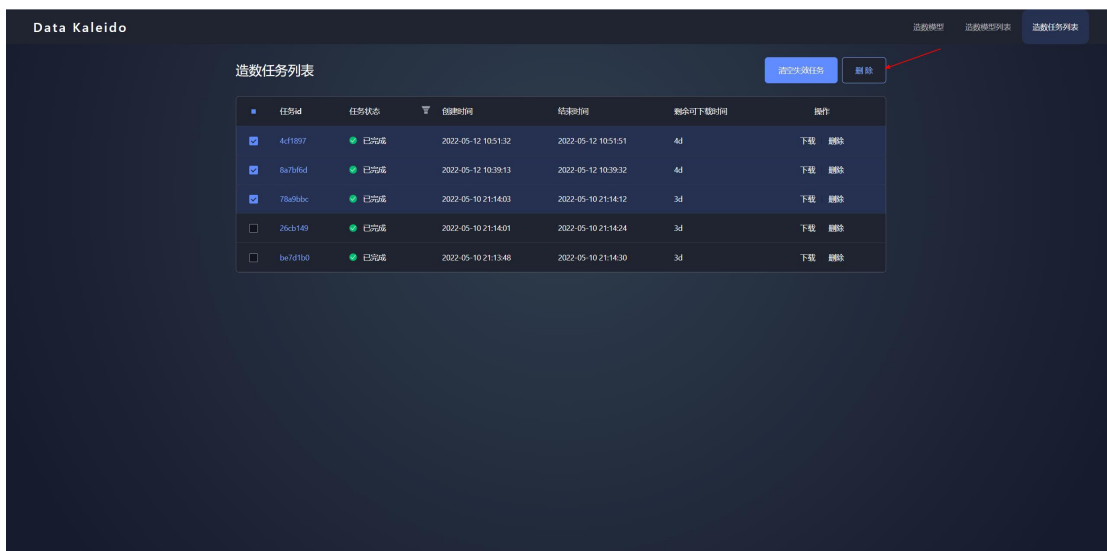 Data Kaleido 造数模型 造数模型列表 造数任务列表
造数任务列表 清空失效任务 删除
任务id 任务状态 创建时间 结束时间 剩余可下载时间 操作
4cf1897 已完成 2022-05-12 10:51:32 2022-05-12 10:51:51 4d 下载 删除
8a7bf6d 已完成 2022-05-12 10:39:13 2022-05-12 10:39:32 4d 下载 删除
78a9bbc 已完成 2022-05-10 21:14:03 2022-05-10 21:14:12 3d 下载 删除
26cb149 已完成 2022-05-10 21:14:01 2022-05-10 21:14:24 3d 下载 删除
be7d1b0 已完成 2022-05-10 21:13:48 2022-05-10 21:14:30 3d 下载 删除